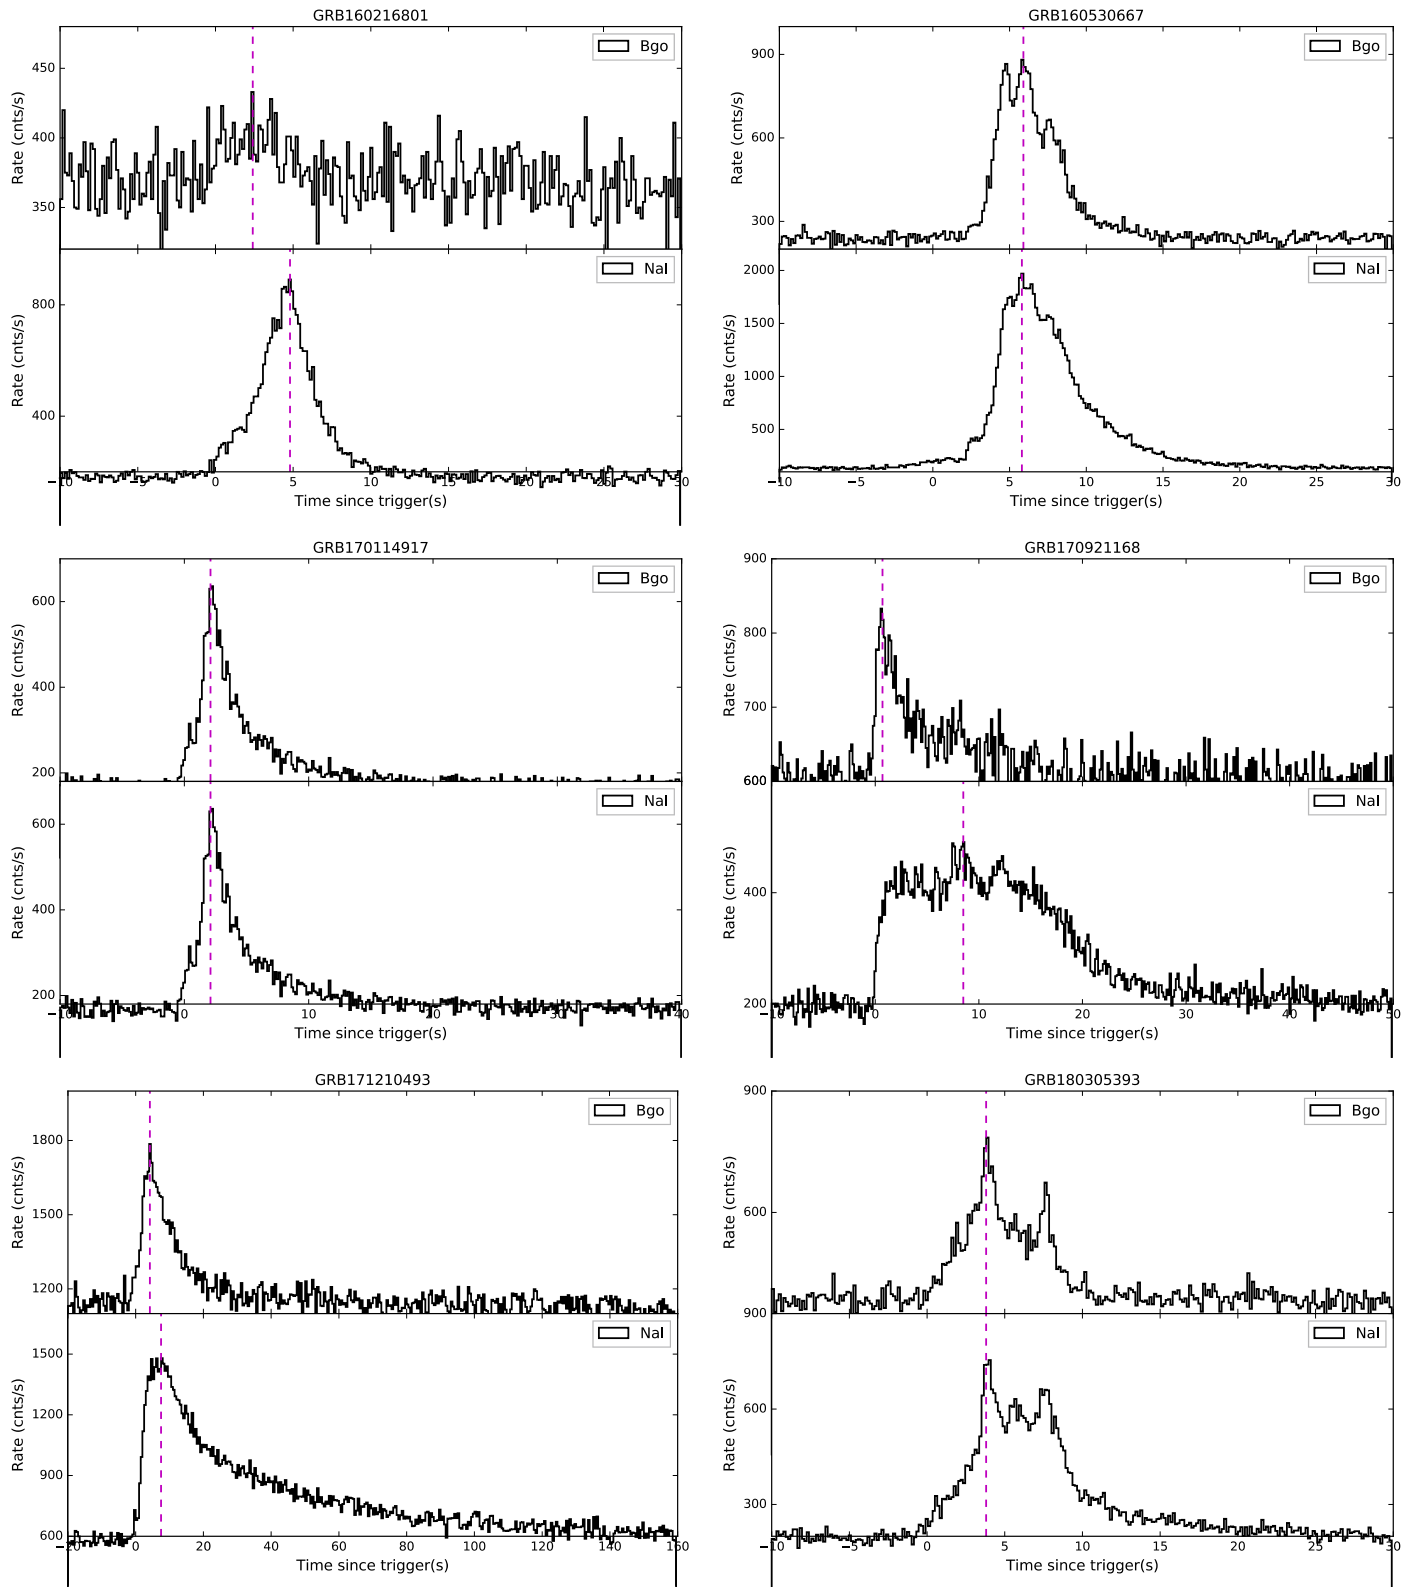 GRB160216801
Bgo
450
400
350
Rate (cnts/s)
NaI
800
400
Rate (cnts/s)
−10 −5 0 5 10 15 20 25 30
Time since trigger(s)
GRB160530667
Bgo
900
600
300
Rate (cnts/s)
NaI
2000
1500
1000
500
Rate (cnts/s)
−10 −5 0 5 10 15 20 25 30
Time since trigger(s)
GRB170114917
Bgo
600
400
200
Rate (cnts/s)
NaI
600
400
200
Rate (cnts/s)
−10 0 10 20 30 40
Time since trigger(s)
GRB170921168
Bgo
900
800
700
600
Rate (cnts/s)
NaI
600
400
200
Rate (cnts/s)
−10 0 10 20 30 40 50
Time since trigger(s)
GRB171210493
Bgo
1800
1500
1200
Rate (cnts/s)
NaI
1500
1200
900
600
Rate (cnts/s)
−20 0 20 40 60 80 100 120 140 160
Time since trigger(s)
GRB180305393
Bgo
900
600
Rate (cnts/s)
NaI
900
600
300
Rate (cnts/s)
−10 −5 0 5 10 15 20 25 30
Time since trigger(s)